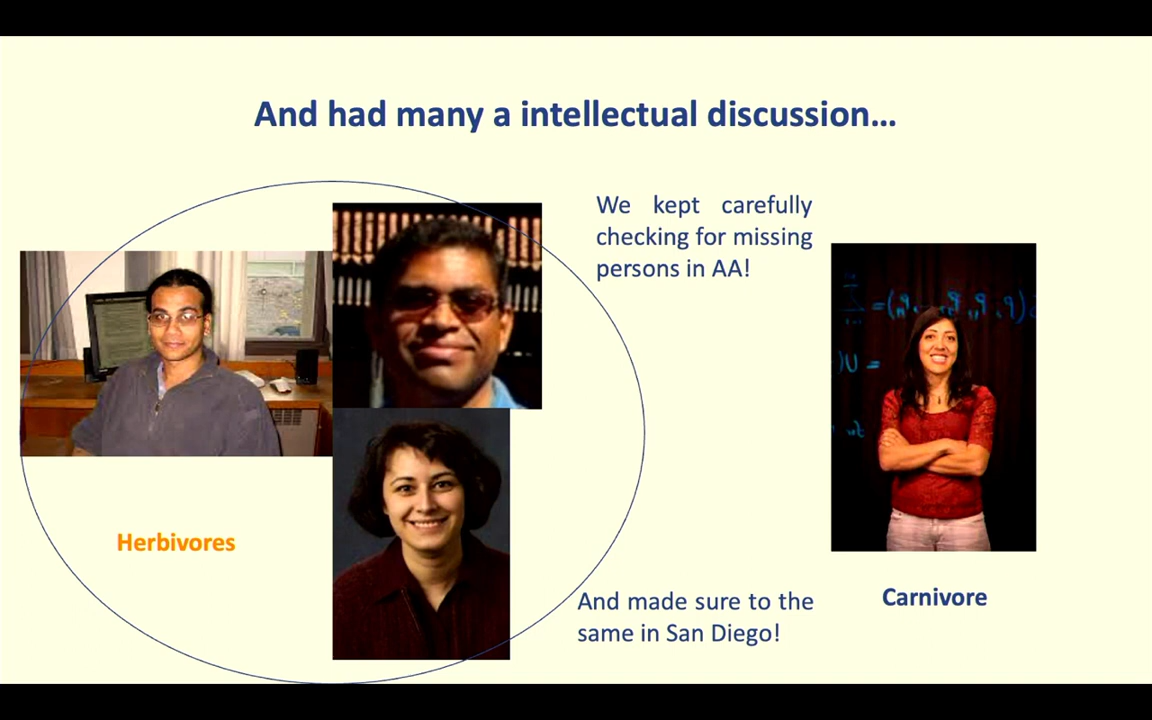 And had many a intellectual discussion…
We kept carefully
checking for missing
persons in AA!
Herbivores
And made sure to the
same in San Diego!
Carnivore